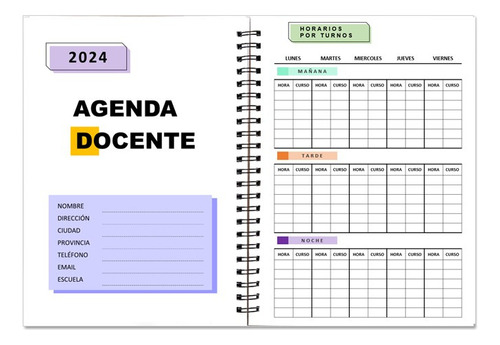 2024
AGENDA
DOCENTE
NOMBRE
DIRECCIÓN
CIUDAD
PROVINCIA
TELÉFONO
EMAIL
ESCUELA
HORARIOS
POR TURNOS
LUNES MARTES MIERCOLES JUEVES VIERNES
MAÑANA
HORA CURSO HORA CURSO HORA CURSO HORA CURSO HORA CURSO
TARDE
HORA CURSO HORA CURSO HORA CURSO HORA CURSO HORA CURSO
NOCHE
HORA CURSO HORA CURSO HORA CURSO HORA CURSO HORA CURSO